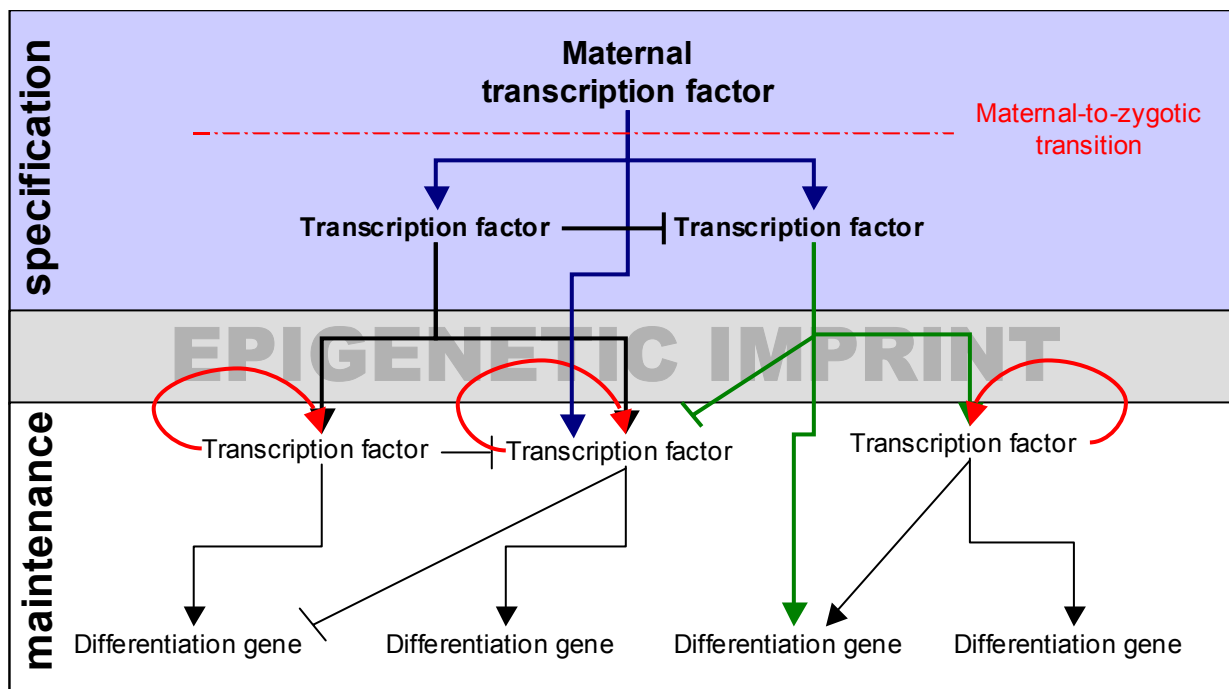 specification
Maternal
transcription factor
Maternal-to-zygotic
transition
Transcription factor
Transcription factor
EPIGENETIC IMPRINT
maintenance
Transcription factor
Transcription factor
Transcription factor
Differentiation gene
Differentiation gene
Differentiation gene
Differentiation gene